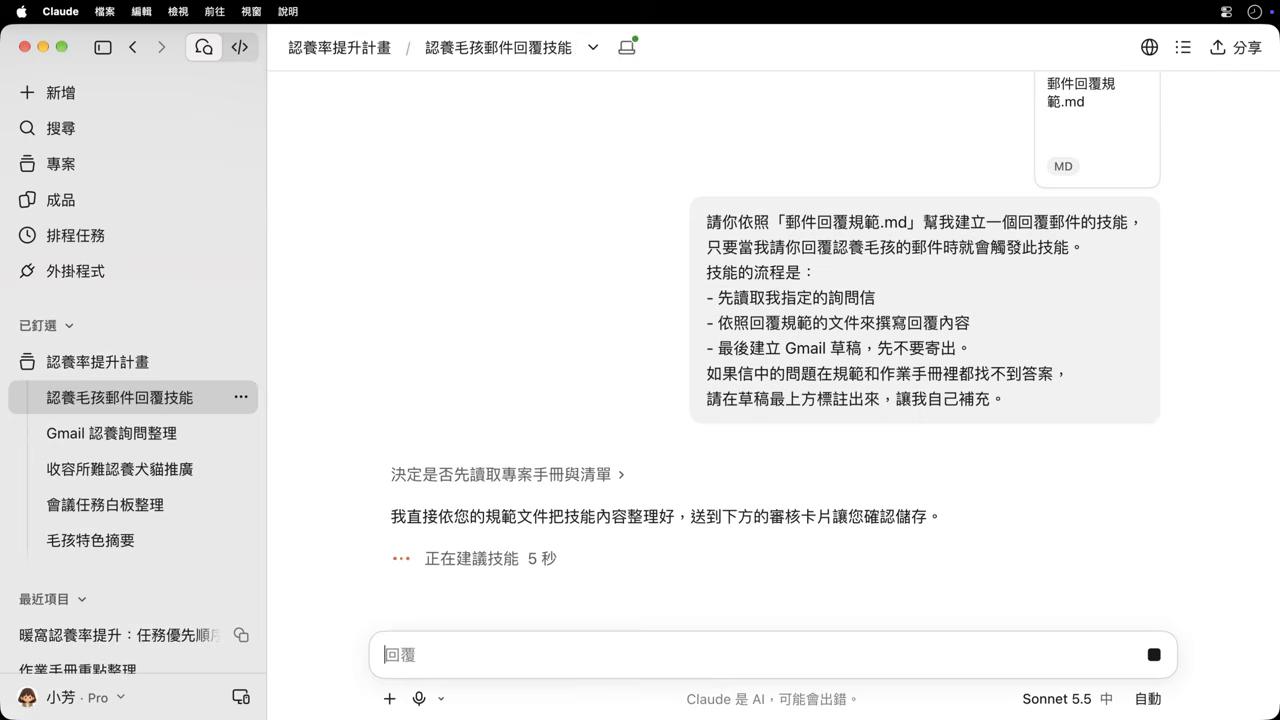 Claude 檔案 編輯 檢視 前往 視窗 說明
認養率提升計畫 / 認養毛孩郵件回覆技能
分享
新增
搜尋
專案
成品
排程任務
外掛程式
已釘選
認養率提升計畫
認養毛孩郵件回覆技能
Gmail 認養詢問整理
收容所難認養犬貓推廣
會議任務白板整理
毛孩特色摘要
最近項目
暖窩認養率提升：任務優先順
作業手冊重點整理
小芳 · Pro
郵件回覆規
範.md
MD
請你依照「郵件回覆規範.md」幫我建立一個回覆郵件的技能，
只要當我請你回覆認養毛孩的郵件時就會觸發此技能。
技能的流程是：
- 先讀取我指定的詢問信
- 依照回覆規範的文件來撰寫回覆內容
- 最後建立 Gmail 草稿，先不要寄出。
如果信中的問題在規範和作業手冊裡都找不到答案，
請在草稿最上方標註出來，讓我自己補充。
決定是否先讀取專案手冊與清單
我直接依您的規範文件把技能內容整理好，送到下方的審核卡片讓您確認儲存。
正在建議技能 5 秒
回覆
Claude 是 AI，可能會出錯。
Sonnet 5.5 中 自動